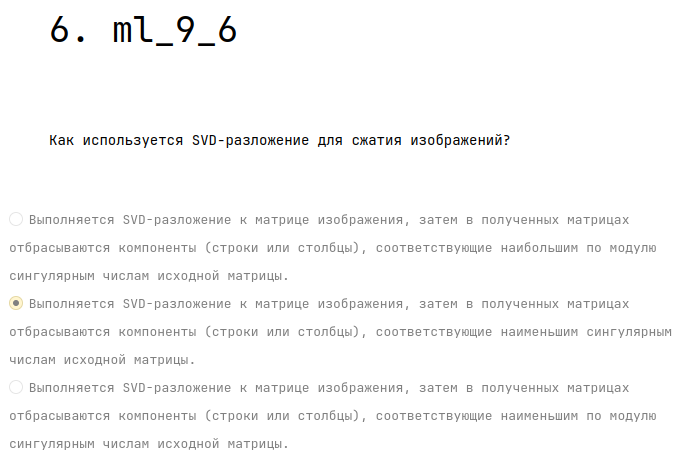 6. ml_9_6
Как используется SVD-разложение для сжатия изображений?
Выполняется SVD-разложение к матрице изображения, затем в полученных матрицах
отбрасываются компоненты (строки или столбцы), соответствующие наибольшим по модулю
сингулярным числам исходной матрицы.
Выполняется SVD-разложение к матрице изображения, затем в полученных матрицах
отбрасываются компоненты (строки или столбцы), соответствующие наименьшим сингулярным
числам исходной матрицы.
Выполняется SVD-разложение к матрице изображения, затем в полученных матрицах
отбрасываются компоненты (строки или столбцы), соответствующие наименьшим по модулю
сингулярным числам исходной матрицы.